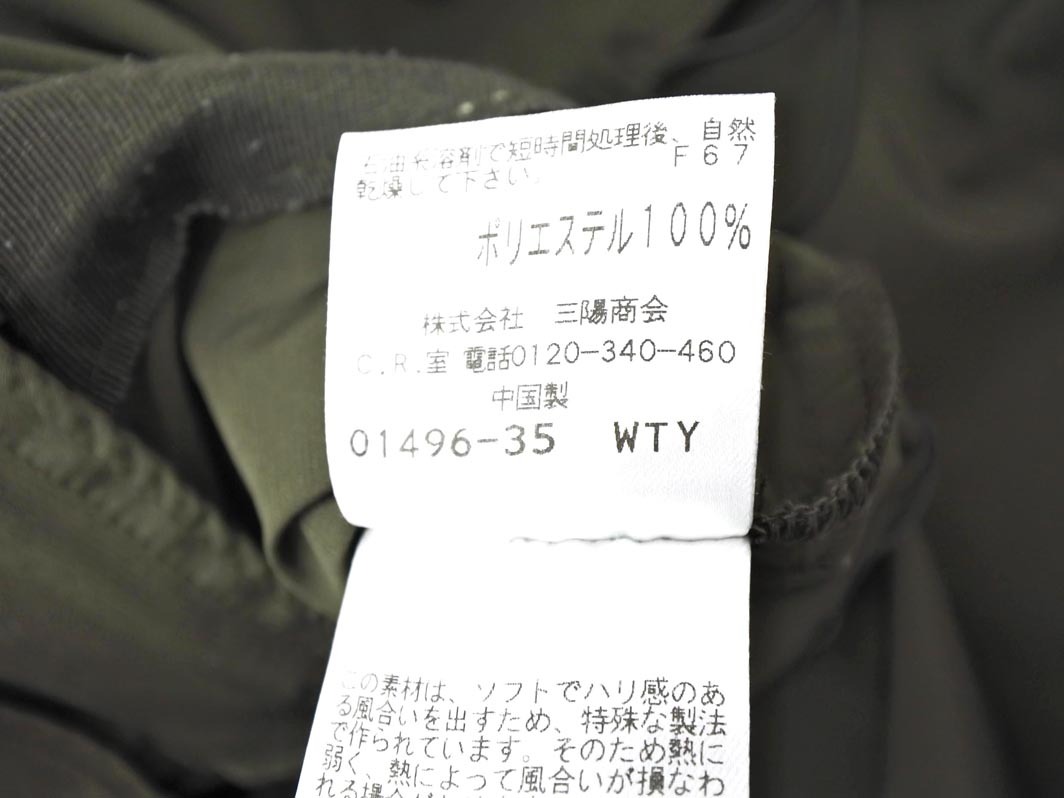 石油系溶剤で短時間処理後、自然
乾燥して下さい。 F67
ポリエステル100%
株式会社 三陽商会
C.R.室 電話0120-340-460
中国製
01496-35 WTY
この素材は、ソフトでハリ感のあ
る風合いを出すため、特殊な製法
で作られています。そのため熱に
弱く、熱によって風合いが損なわ
れる場合が